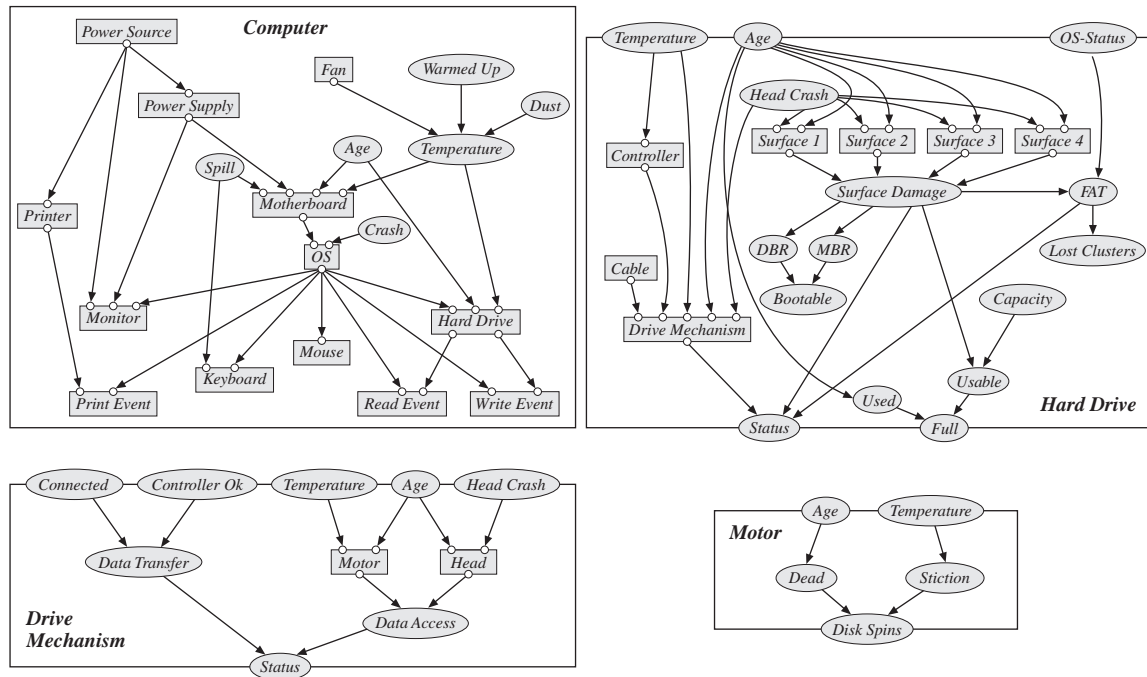 Computer
Power Source
Fan
Warmed Up
Power Supply
Dust
Age
Temperature
Spill
Motherboard
Printer
Crash
OS
Monitor
Hard Drive
Mouse
Keyboard
Print Event
Read Event
Write Event
Temperature
Age
OS-Status
Head Crash
Surface 1
Surface 2
Surface 3
Surface 4
Controller
Surface Damage
FAT
DBR
MBR
Lost Clusters
Cable
Bootable
Capacity
Drive Mechanism
Usable
Used
Hard Drive
Status
Full
Connected
Controller Ok
Temperature
Age
Head Crash
Data Transfer
Motor
Head
Drive
Mechanism
Data Access
Status
Age
Temperature
Motor
Dead
Stiction
Disk Spins